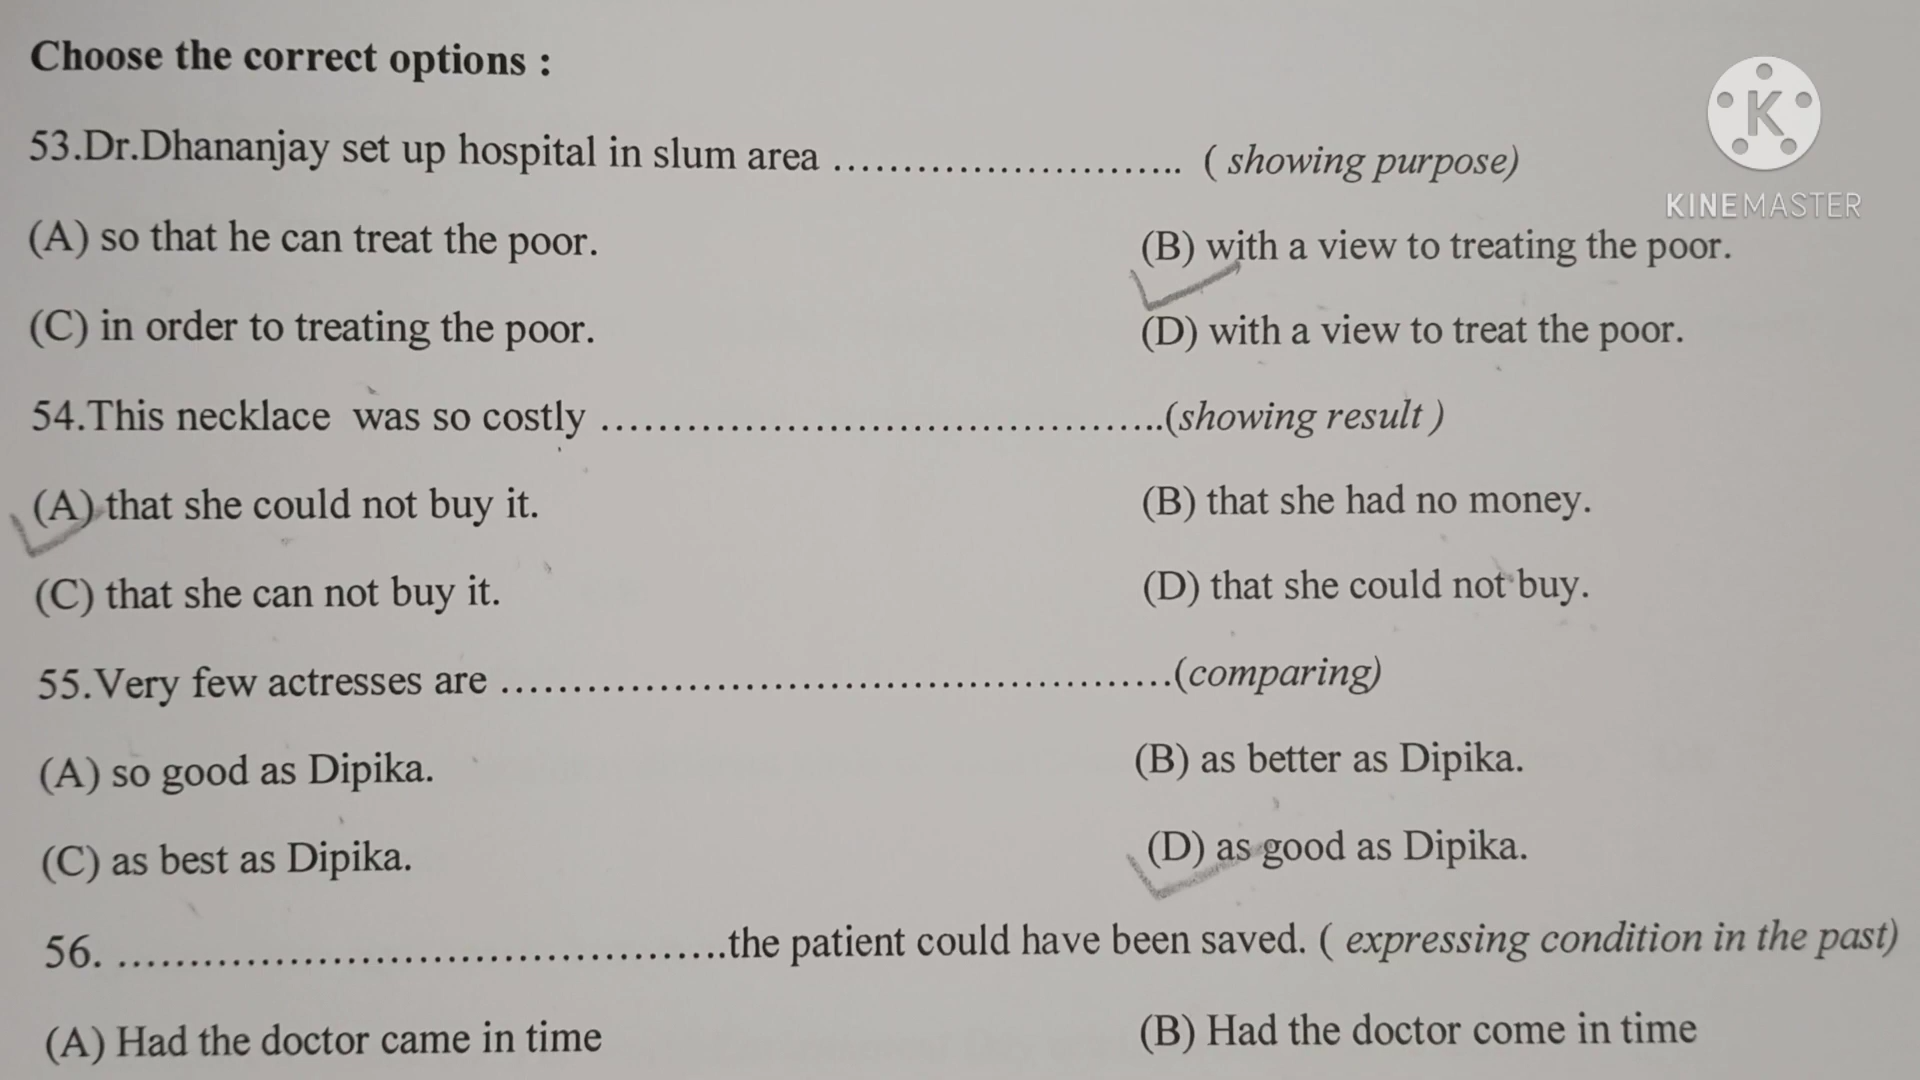 Choose the correct options :
53.Dr.Dhananjay set up hospital in slum area ............................ ( showing purpose)
(A) so that he can treat the poor. (B) with a view to treating the poor.
(C) in order to treating the poor. (D) with a view to treat the poor.
54.This necklace was so costly ..........................................(showing result )
(A) that she could not buy it. (B) that she had no money.
(C) that she can not buy it. (D) that she could not buy.
55.Very few actresses are ..................................................(comparing)
(A) so good as Dipika. (B) as better as Dipika.
(C) as best as Dipika. (D) as good as Dipika.
56. .............................................the patient could have been saved. ( expressing condition in the past)
(A) Had the doctor came in time (B) Had the doctor come in time
K
KINEMASTER